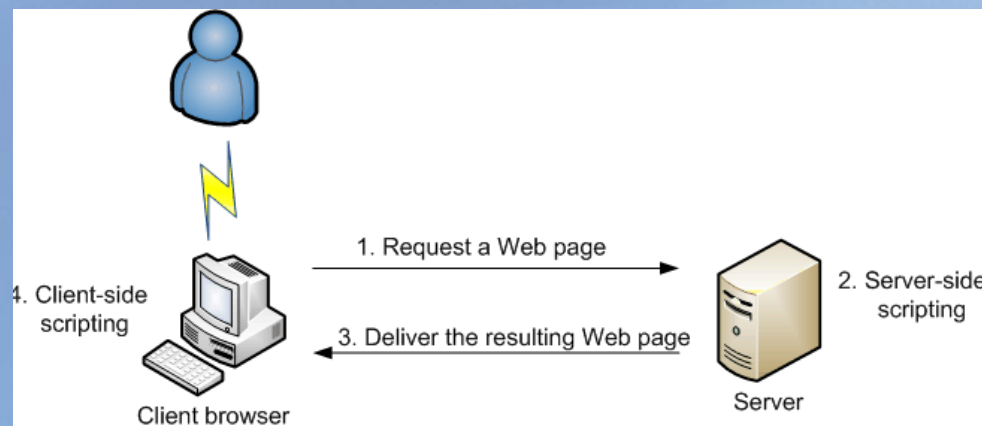 1. Request a Web page
4. Client-side
scripting
2. Server-side
scripting
3. Deliver the resulting Web page
Client browser
Server